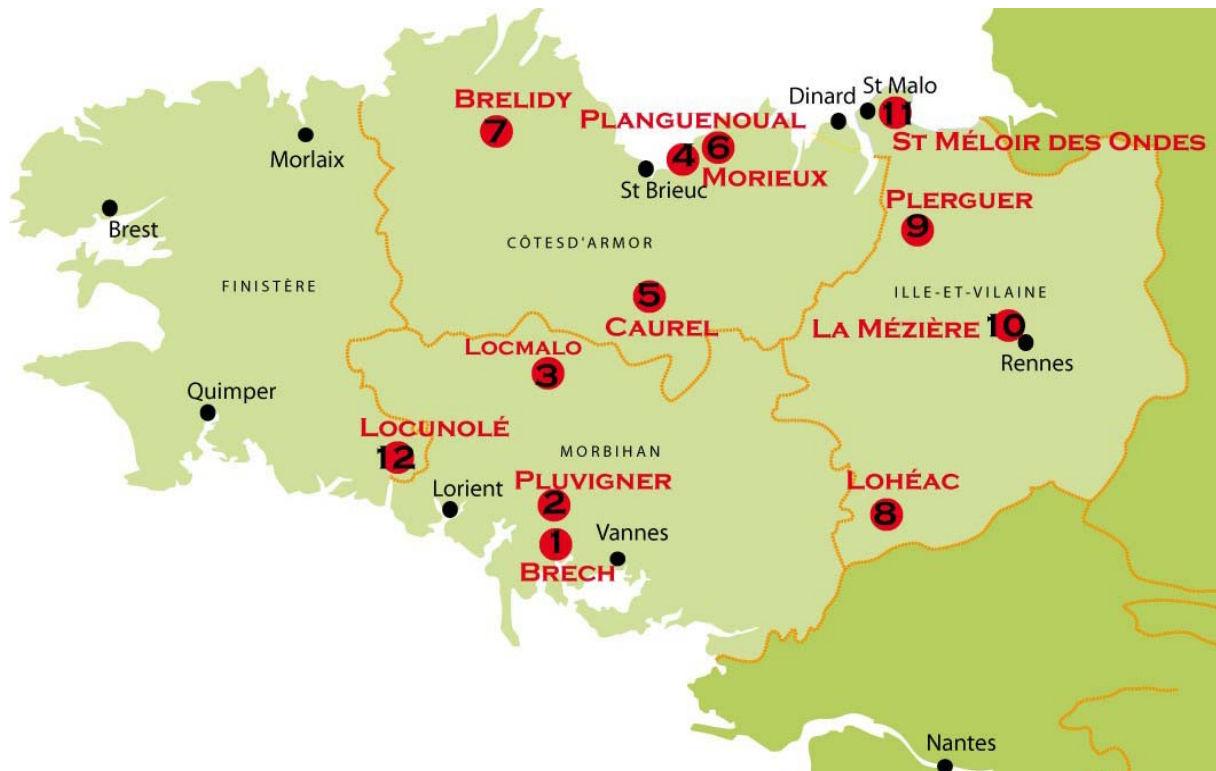 St Malo
Dinard
11
BRELIDY
7
PLANGUENOUAL
ST MÉLOIR DES ONDES
Morlaix
4
6
St Brieuc
MORIEUX
PLERGUER
Brest
9
CÔTESD'ARMOR
FINISTÈRE
5
ILLE-ET-VILAINE
CAUREL
LA MÉZIÈRE
10
LOCMALO
Rennes
3
Quimper
LOCUNOLÉ
12
MORBIHAN
PLUVIGNER
LOHÉAC
Lorient
2
8
1
Vannes
BRECH
Nantes